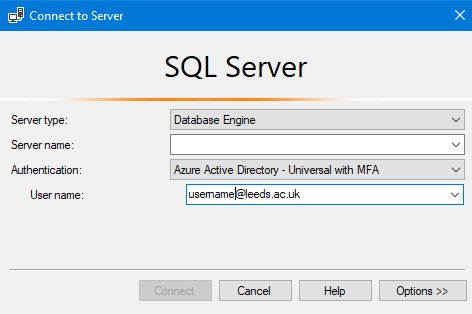 Connect to Server
SQL Server
Server type: Database Engine
Server name:
Authentication: Azure Active Directory - Universal with MFA
User name: username@leeds.ac.uk
Connect Cancel Help Options >>